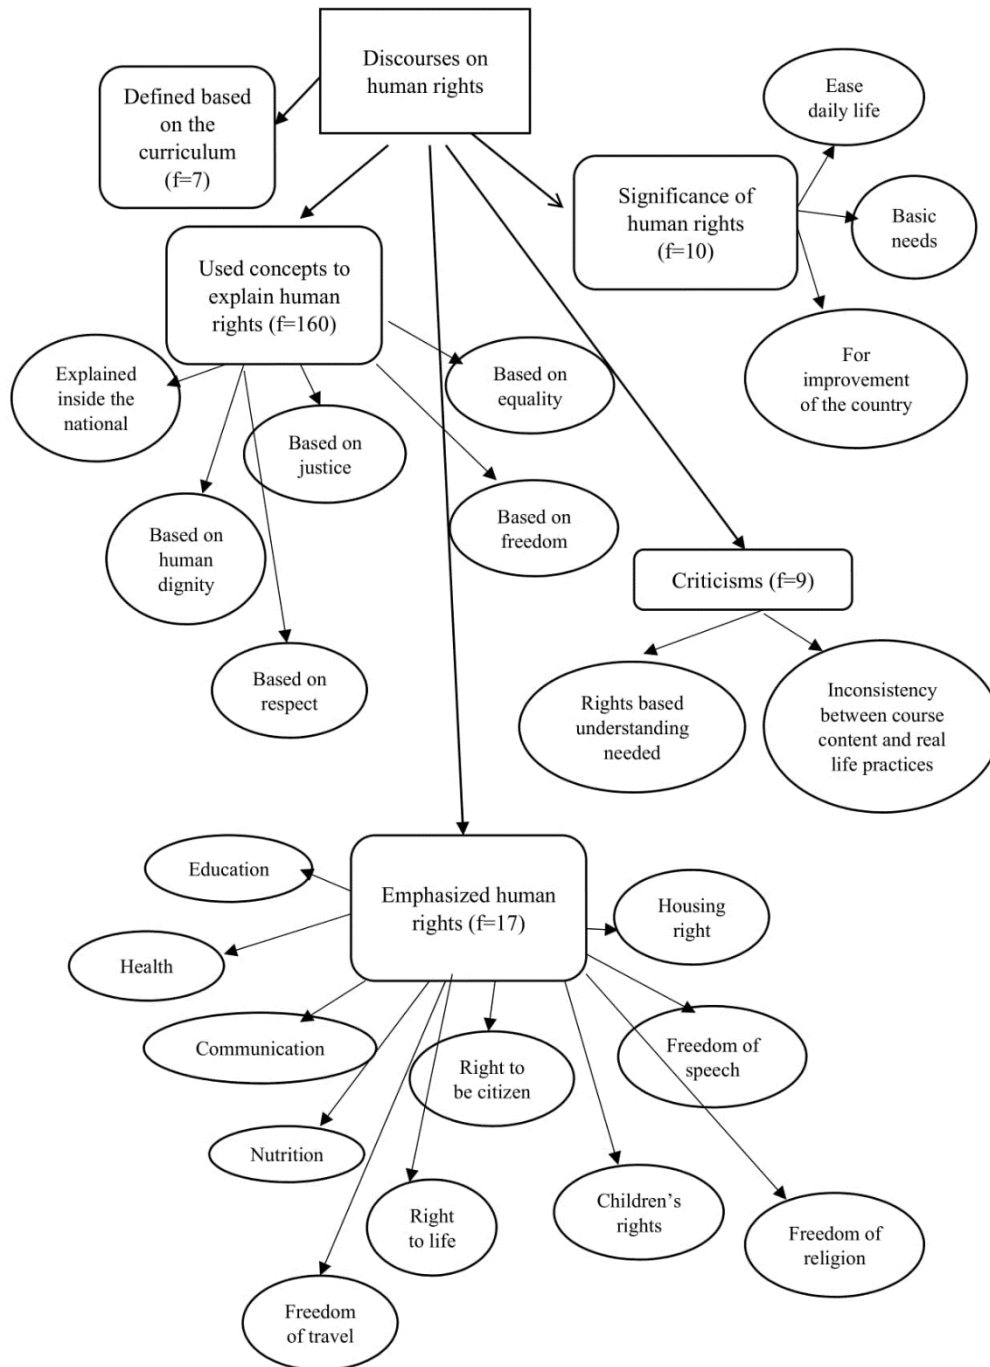 Discourses on
human rights
Defined based
on the
curriculum
(f=7)
Ease
daily life
Significance of
human rights
(f=10)
Basic
needs
Used concepts to
explain human
rights (f=160)
For
improvement
of the country
Explained
inside the
national
Based on
equality
Based on
justice
Based on
human
dignity
Based on
freedom
Criticisms (f=9)
Based on
respect
Rights based
understanding
needed
Inconsistency
between course
content and real
life practices
Emphasized human
rights (f=17)
Education
Housing
right
Health
Communication
Right to
be citizen
Freedom of
speech
Nutrition
Right
to life
Children’s
rights
Freedom of
religion
Freedom
of travel